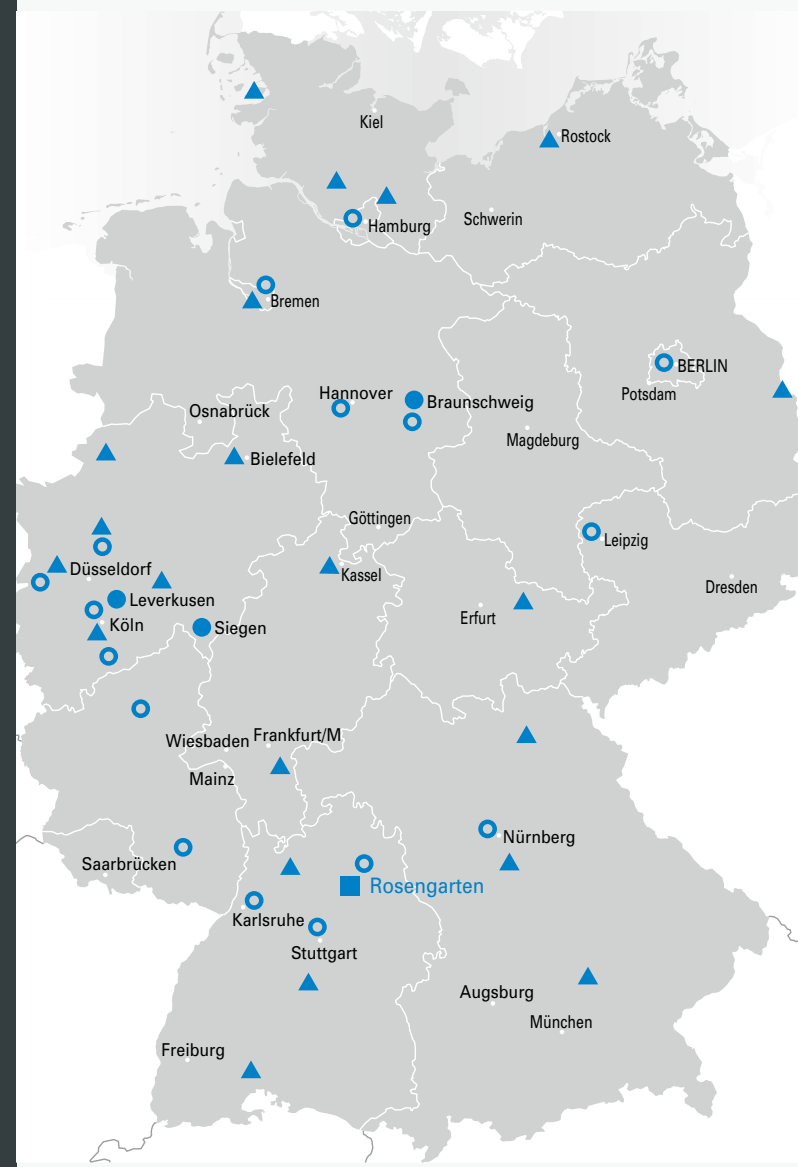 Kiel
Rostock
Schwerin
Hamburg
Bremen
BERLIN
Potsdam
Hannover
Braunschweig
Osnabrück
Magdeburg
Bielefeld
Göttingen
Leipzig
Düsseldorf
Kassel
Dresden
Leverkusen
Erfurt
Köln
Siegen
Wiesbaden
Frankfurt/M
Mainz
Nürnberg
Saarbrücken
Rosengarten
Karlsruhe
Stuttgart
Augsburg
München
Freiburg